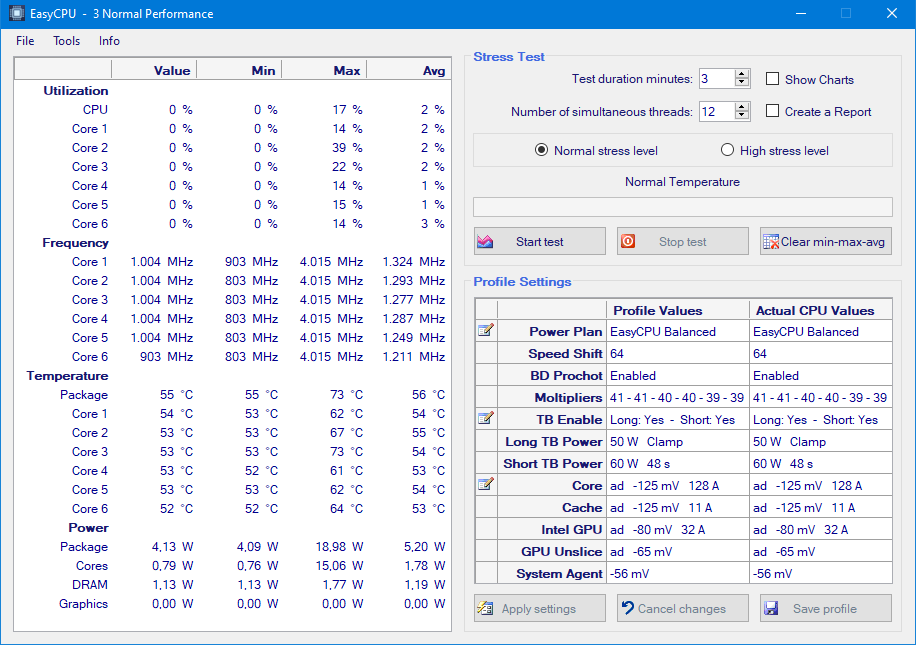 EasyCPU - 3 Normal Performance
File Tools Info
Value Min Max Avg
Utilization
CPU 0 % 0 % 17 % 2 %
Core 1 0 % 0 % 14 % 2 %
Core 2 0 % 0 % 39 % 2 %
Core 3 0 % 0 % 22 % 2 %
Core 4 0 % 0 % 14 % 1 %
Core 5 0 % 0 % 15 % 1 %
Core 6 0 % 0 % 14 % 3 %
Frequency
Core 1 1.004 MHz 903 MHz 4.015 MHz 1.324 MHz
Core 2 1.004 MHz 803 MHz 4.015 MHz 1.293 MHz
Core 3 1.004 MHz 803 MHz 4.015 MHz 1.277 MHz
Core 4 1.004 MHz 803 MHz 4.015 MHz 1.287 MHz
Core 5 1.004 MHz 803 MHz 4.015 MHz 1.249 MHz
Core 6 903 MHz 803 MHz 4.015 MHz 1.211 MHz
Temperature
Package 55 °C 55 °C 73 °C 56 °C
Core 1 54 °C 53 °C 62 °C 54 °C
Core 2 53 °C 53 °C 67 °C 55 °C
Core 3 53 °C 53 °C 73 °C 54 °C
Core 4 53 °C 52 °C 61 °C 53 °C
Core 5 53 °C 53 °C 62 °C 54 °C
Core 6 52 °C 52 °C 64 °C 53 °C
Power
Package 4,13 W 4,09 W 18,98 W 5,20 W
Cores 0,79 W 0,76 W 15,06 W 1,78 W
DRAM 1,13 W 1,13 W 1,77 W 1,19 W
Graphics 0,00 W 0,00 W 0,00 W 0,00 W
Stress Test
Test duration minutes: 3 Show Charts
Number of simultaneous threads: 12 Create a Report
Normal stress level High stress level
Normal Temperature
Start test Stop test Clear min-max-avg
Profile Settings
Profile Values Actual CPU Values
Power Plan EasyCPU Balanced EasyCPU Balanced
Speed Shift 64 64
BD Prochot Enabled Enabled
Moltipliers 41 - 41 - 40 - 40 - 39 - 39 41 - 41 - 40 - 40 - 39 - 39
TB Enable Long: Yes - Short: Yes Long: Yes - Short: Yes
Long TB Power 50 W Clamp 50 W Clamp
Short TB Power 60 W 48 s 60 W 48 s
Core ad -125 mV 128 A ad -125 mV 128 A
Cache ad -125 mV 11 A ad -125 mV 11 A
Intel GPU ad -80 mV 32 A ad -80 mV 32 A
GPU Unslice ad -65 mV ad -65 mV
System Agent -56 mV -56 mV
Apply settings Cancel changes Save profile